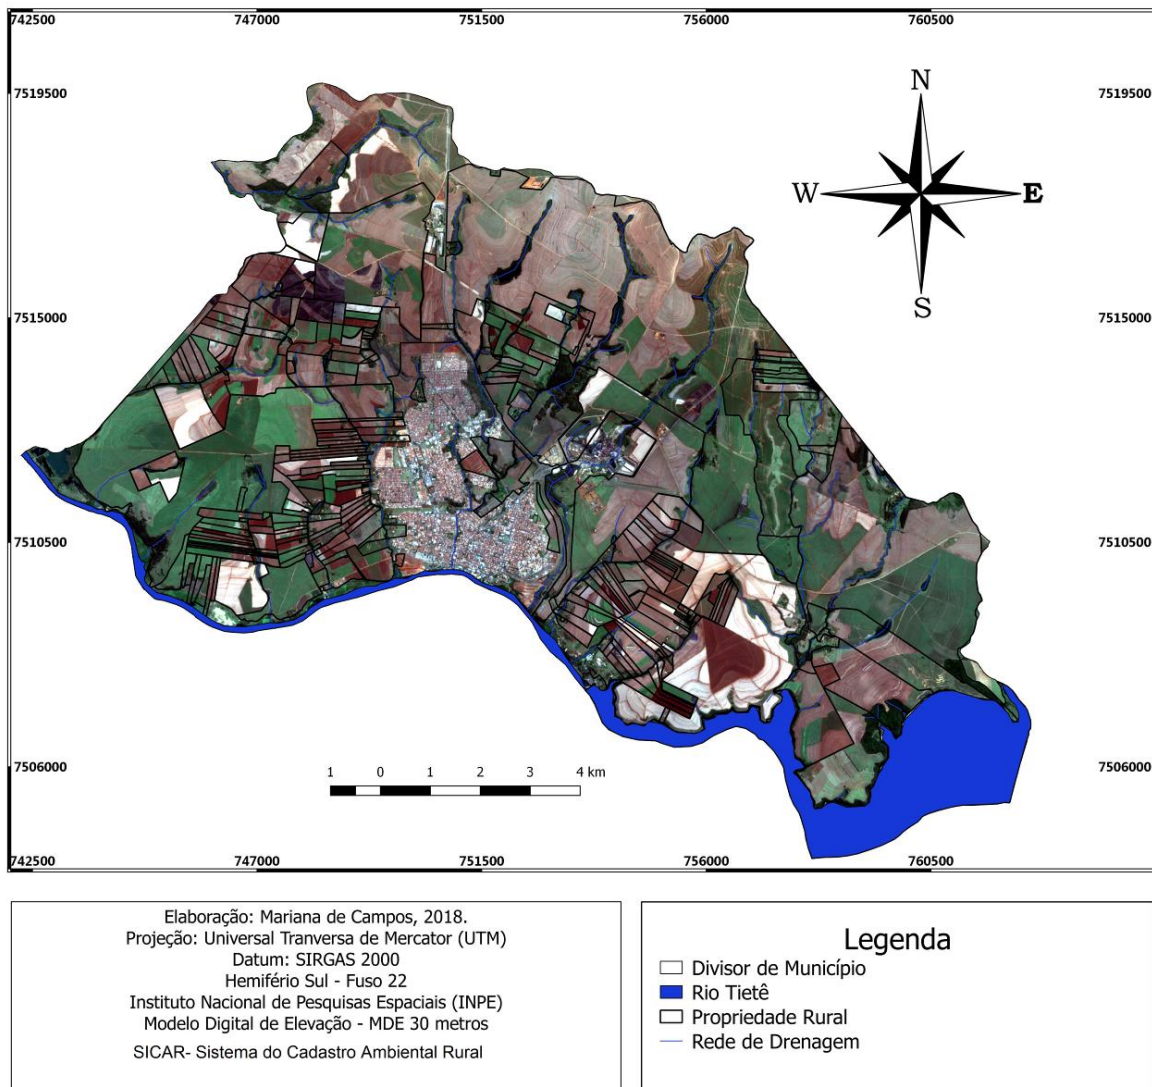 742500 747000 751500 756000 760500
7519500 7519500
N
W E
S
7515000 7515000
7510500 7510500
7506000 7506000
1 0 1 2 3 4 km
742500 747000 751500 756000 760500
Elaboração: Mariana de Campos, 2018.
Projeção: Universal Tranversa de Mercator (UTM)
Datum: SIRGAS 2000
Hemifério Sul - Fuso 22
Instituto Nacional de Pesquisas Espaciais (INPE)
Modelo Digital de Elevação - MDE 30 metros
SICAR- Sistema do Cadastro Ambiental Rural
Legenda
Divisor de Município
Rio Tietê
Propriedade Rural
Rede de Drenagem